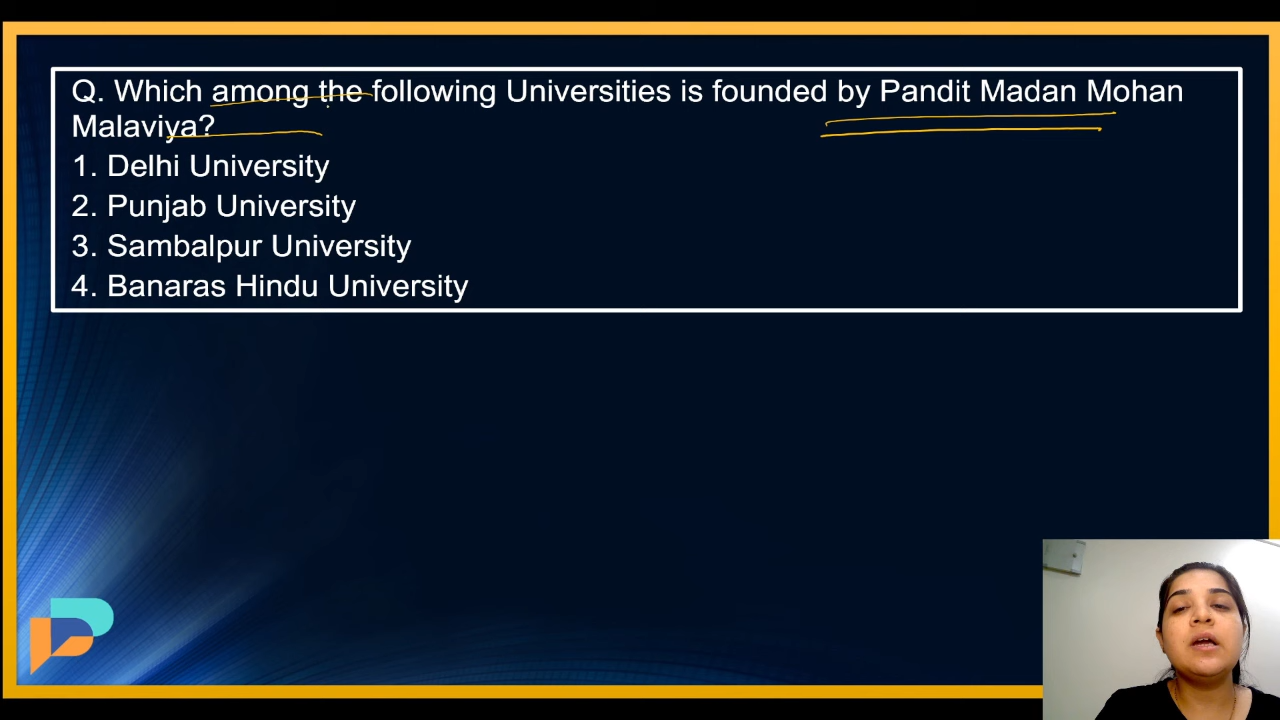 Q. Which among the following Universities is founded by Pandit Madan Mohan
Malaviya?
1. Delhi University
2. Punjab University
3. Sambalpur University
4. Banaras Hindu University